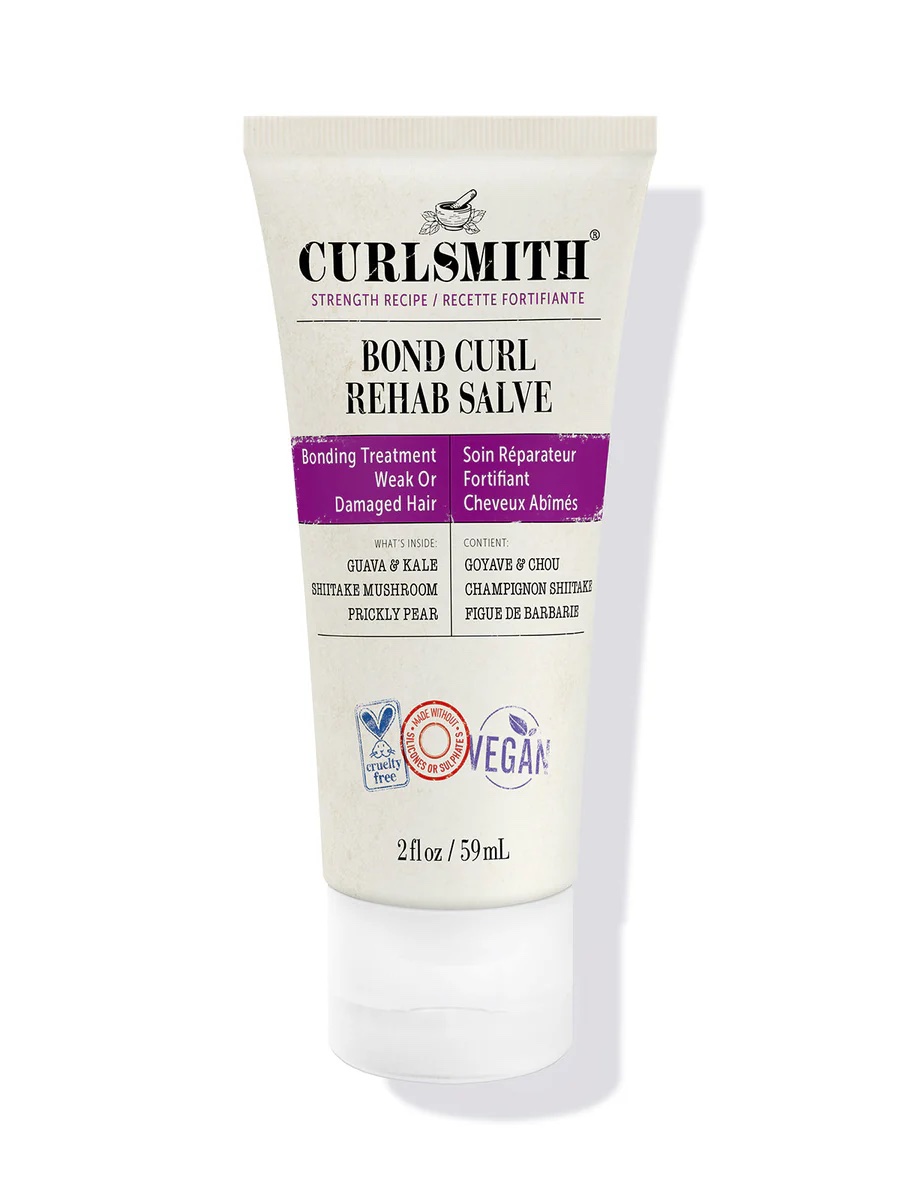 CURLSMITH®
STRENGTH RECIPE / RECETTE FORTIFIANTE
BOND CURL
REHAB SALVE
Bonding Treatment
Weak Or
Damaged Hair
Soin Réparateur
Fortifiant
Cheveux Abîmés
WHAT'S INSIDE:
GUAVA & KALE
SHIITAKE MUSHROOM
PRICKLY PEAR
CONTIENT:
GOYAVE & CHOU
CHAMPIGNON SHIITAKE
FIGUE DE BARBARIE
cruelty
free
• MADE WITHOUT •
SILICONES OR SULPHATES
VEGAN
2 fl oz / 59 mL